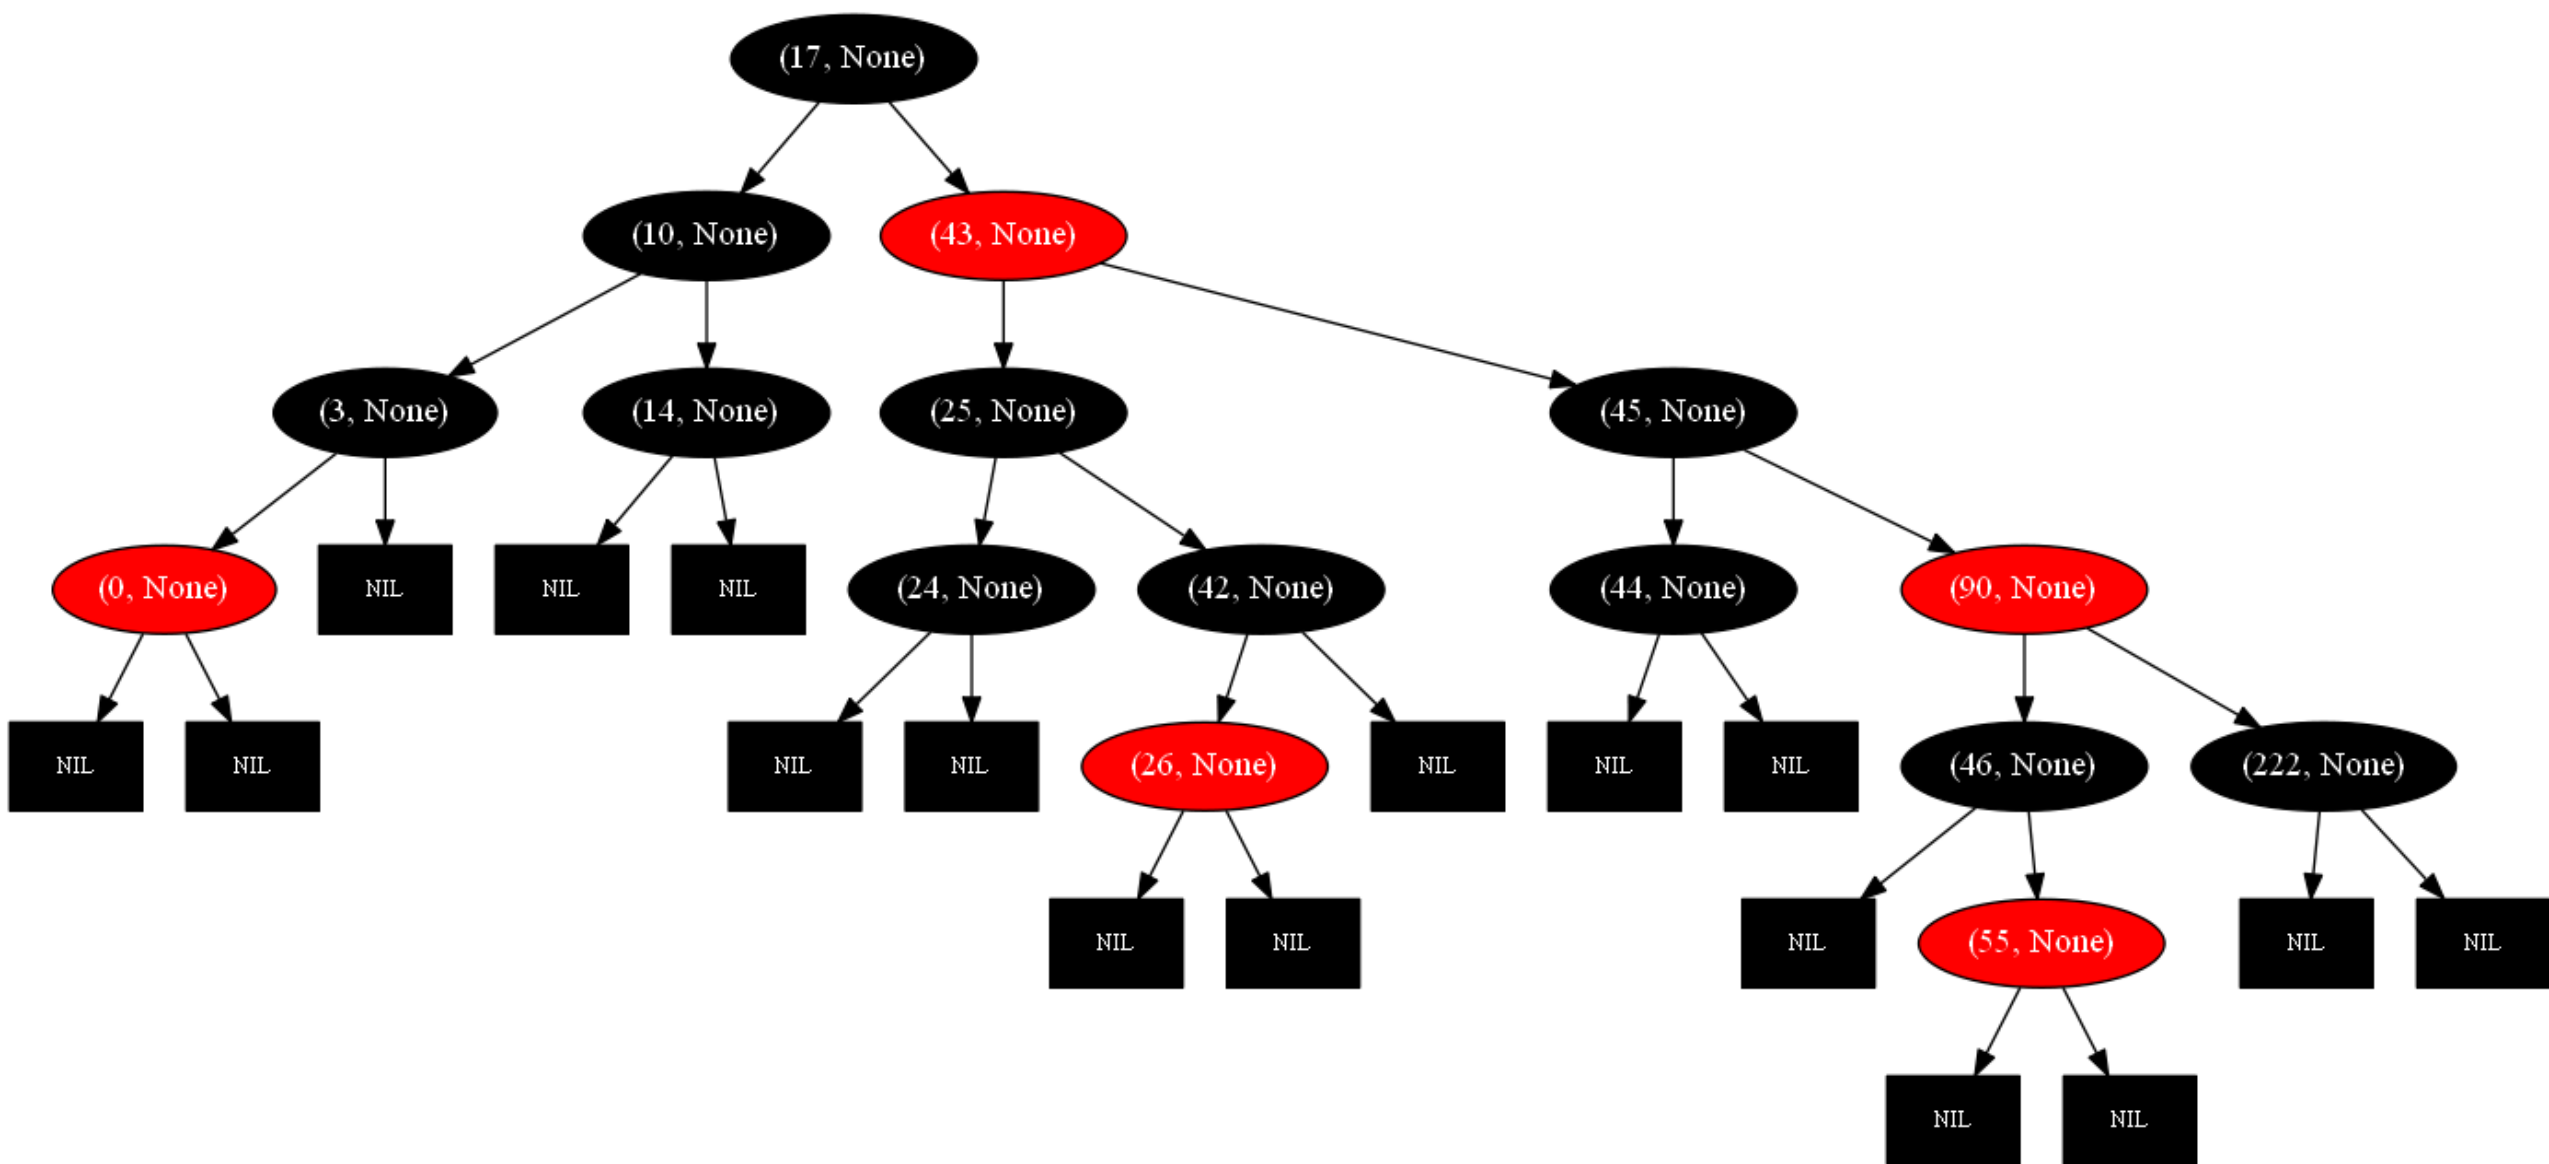 (17, None)
(10, None)
(43, None)
(3, None)
(14, None)
(25, None)
(45, None)
(0, None)
NIL
NIL
NIL
(24, None)
(42, None)
(44, None)
(90, None)
NIL
NIL
NIL
NIL
(26, None)
NIL
NIL
NIL
(46, None)
(222, None)
NIL
NIL
NIL
(55, None)
NIL
NIL
NIL
NIL